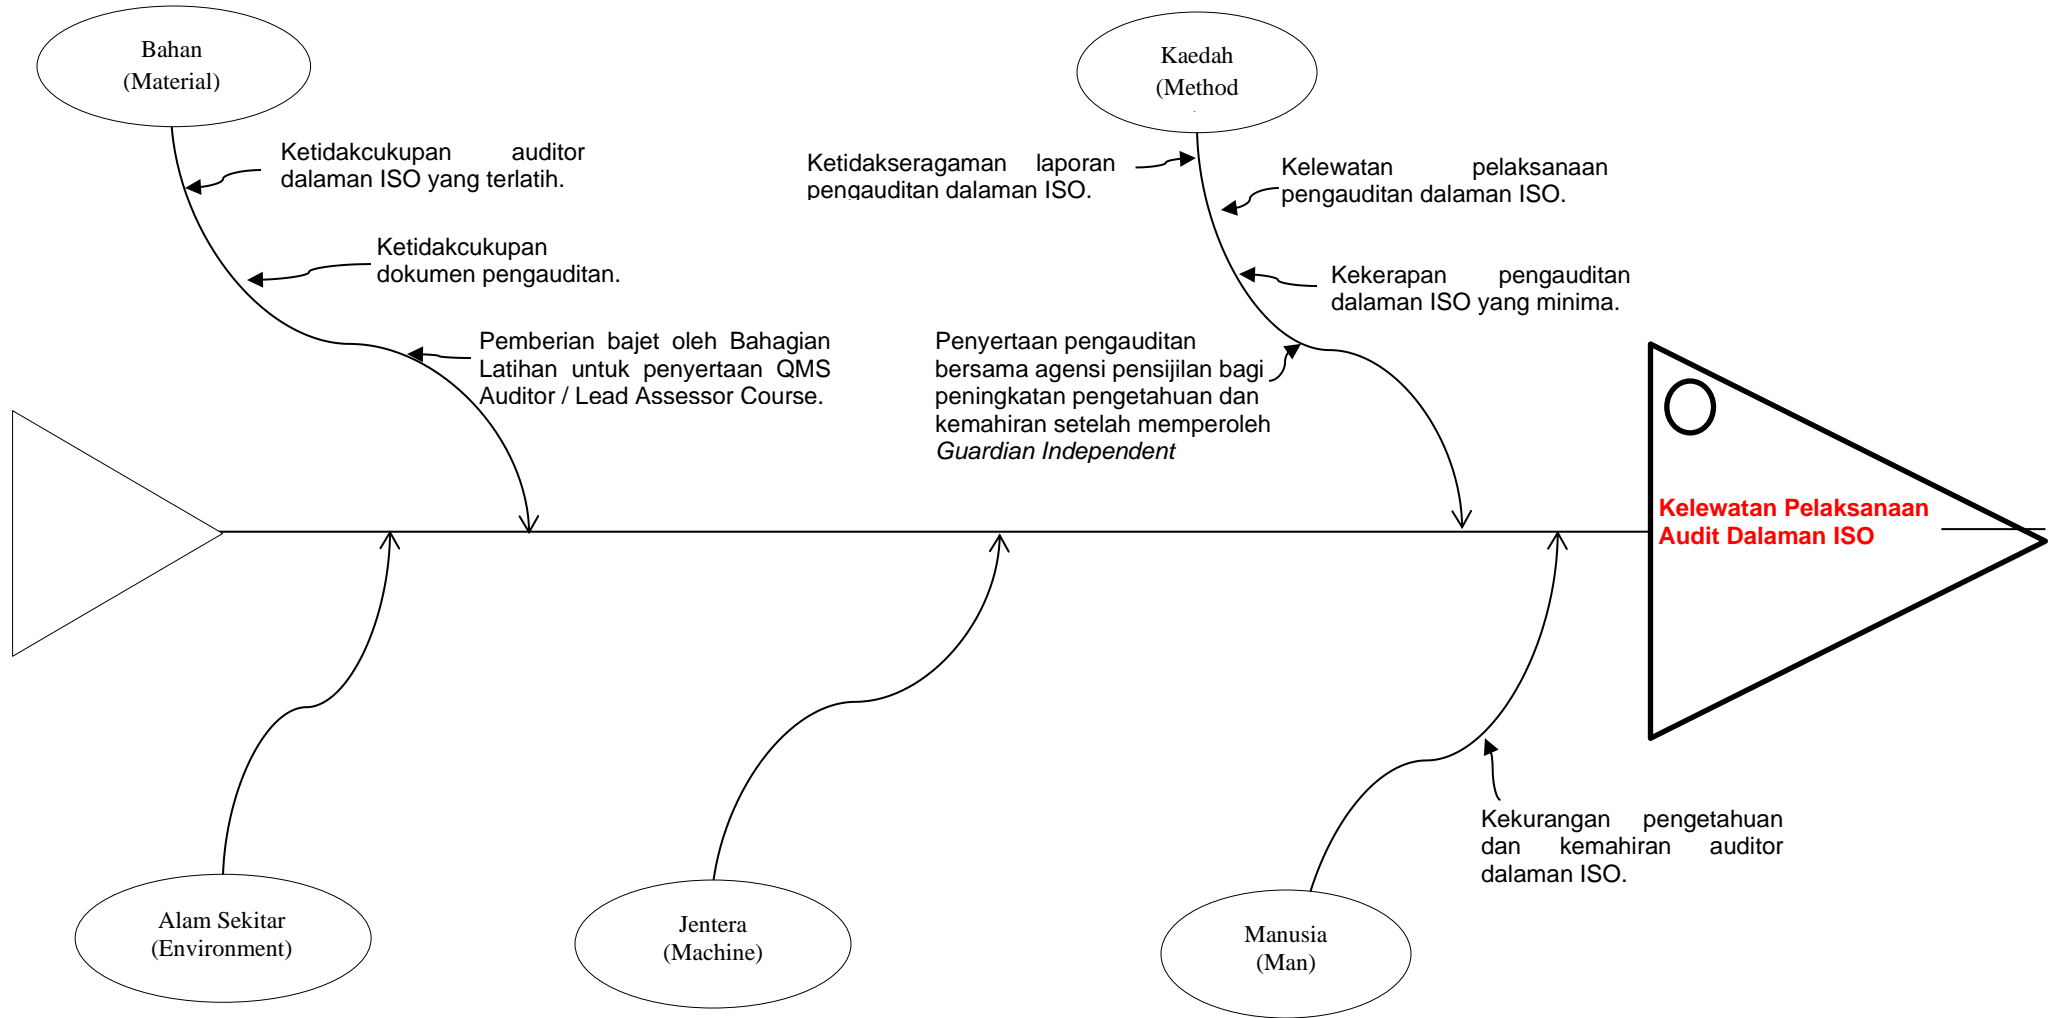 Bahan
(Material)
Kaedah
(Method
Ketidakcukupan auditor
dalaman ISO yang terlatih.
Ketidakseragaman laporan
pengauditan dalaman ISO.
Kelewatan pelaksanaan
pengauditan dalaman ISO.
Ketidakcukupan
dokumen pengauditan.
Kekerapan pengauditan
dalaman ISO yang minima.
Pemberian bajet oleh Bahagian
Latihan untuk penyertaan QMS
Auditor / Lead Assessor Course.
Penyertaan pengauditan
bersama agensi pensijilan bagi
peningkatan pengetahuan dan
kemahiran setelah memperoleh
Guardian Independent
Kelewatan Pelaksanaan
Audit Dalaman ISO
Kekurangan pengetahuan
dan kemahiran auditor
dalaman ISO.
Alam Sekitar
(Environment)
Jentera
(Machine)
Manusia
(Man)